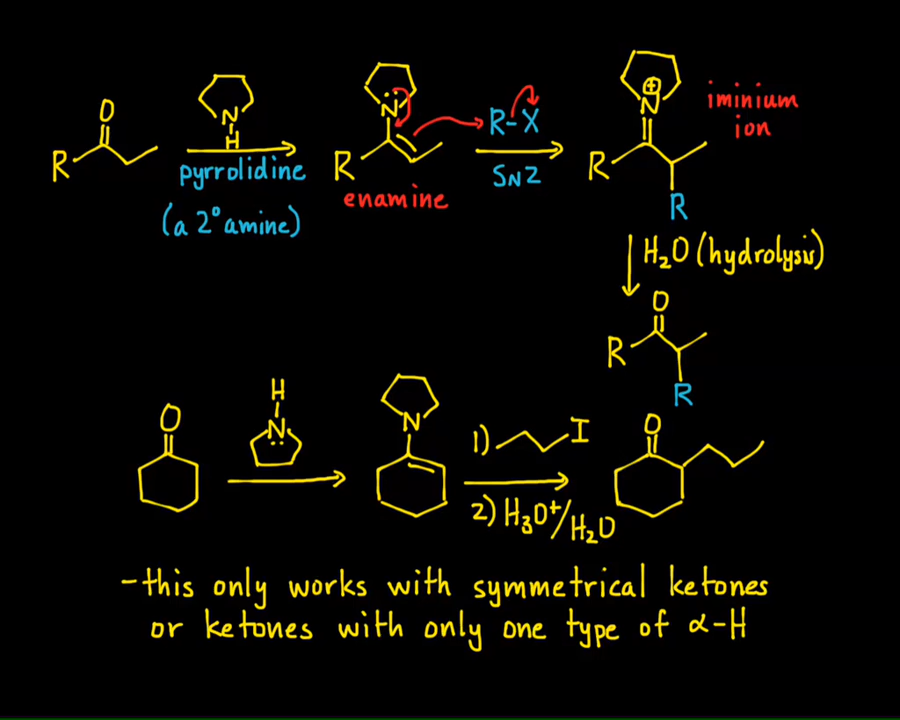 O
R
N
H
pyrrolidine
(a 2° amine)
N
R
enamine
R-X
SN2
⊕
N
R
R
iminium
ion
H₂O (hydrolysis)
O
R
R
O
H
N
N
1) I
2) H₃O⁺/H₂O
O
-this only works with symmetrical ketones
or ketones with only one type of α-H